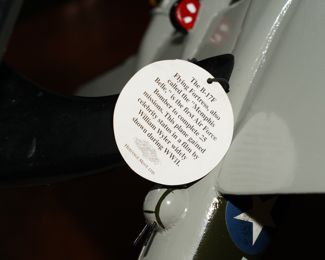 The B-17F
Flying Fortress, also
called the "Memphis
Belle," is the first Air Force
Bomber to complete 25
missions. This plane gained
celebrity status in a film by
William Wyler widely
shown during WWII.